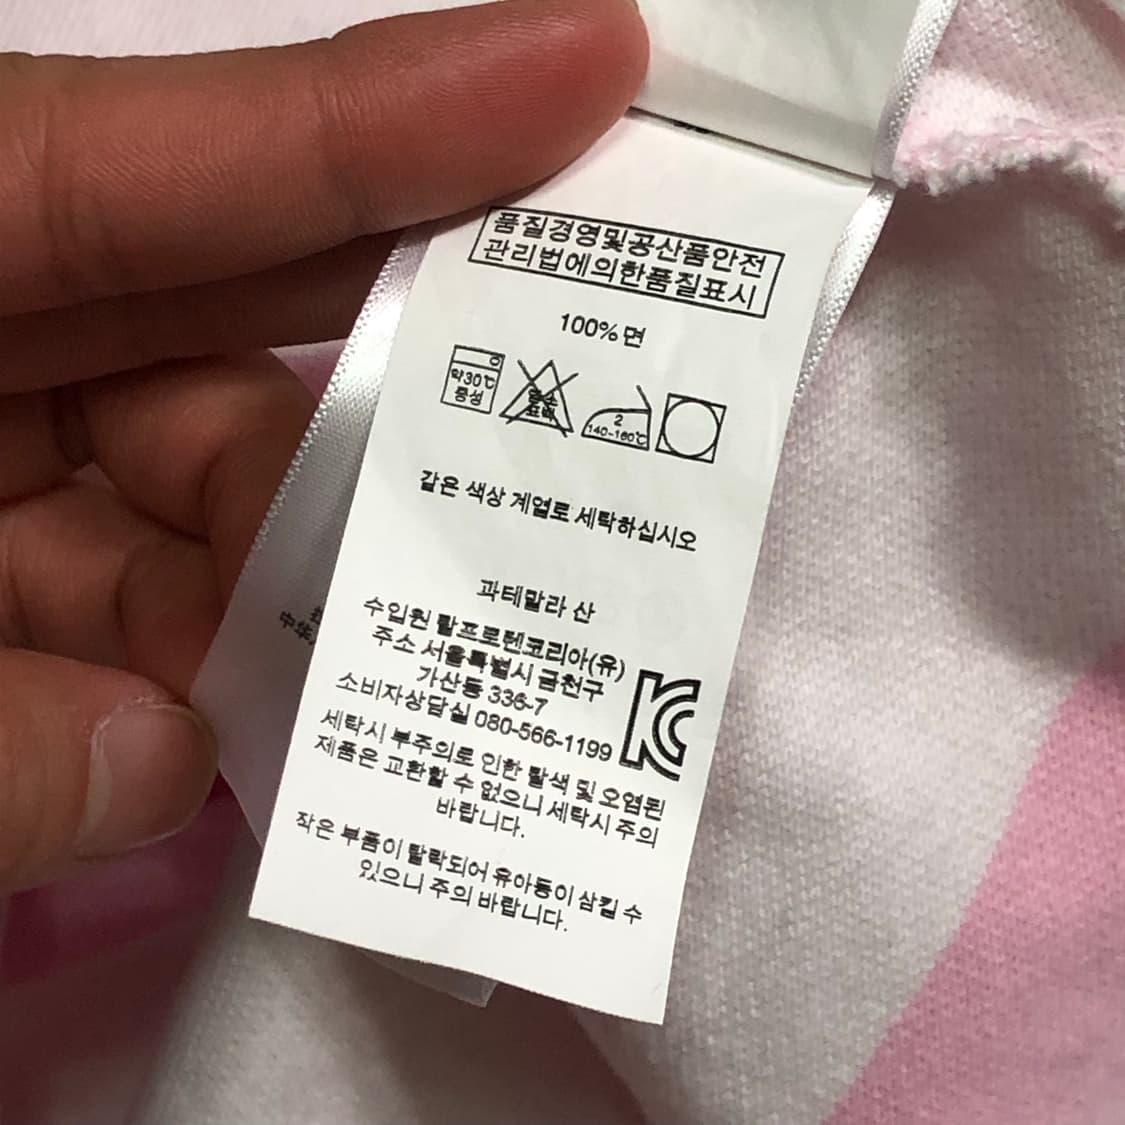 품질경영및공산품안전
관리법에의한품질표시
100%면
약30℃
중성
염소
표백
2
140-160℃
같은 색상 계열로 세탁하십시오
과테말라 산
수입원 랄프로렌코리아(유)
주소 서울특별시 금천구
가산동 336-7
소비자상담실 080-566-1199
세탁시 부주의로 인한 탈색 및 오염된
제품은 교환할 수 없으니 세탁시 주의
바랍니다.
작은 부품이 탈락되어 유아동이 삼킬 수
있으니 주의 바랍니다.